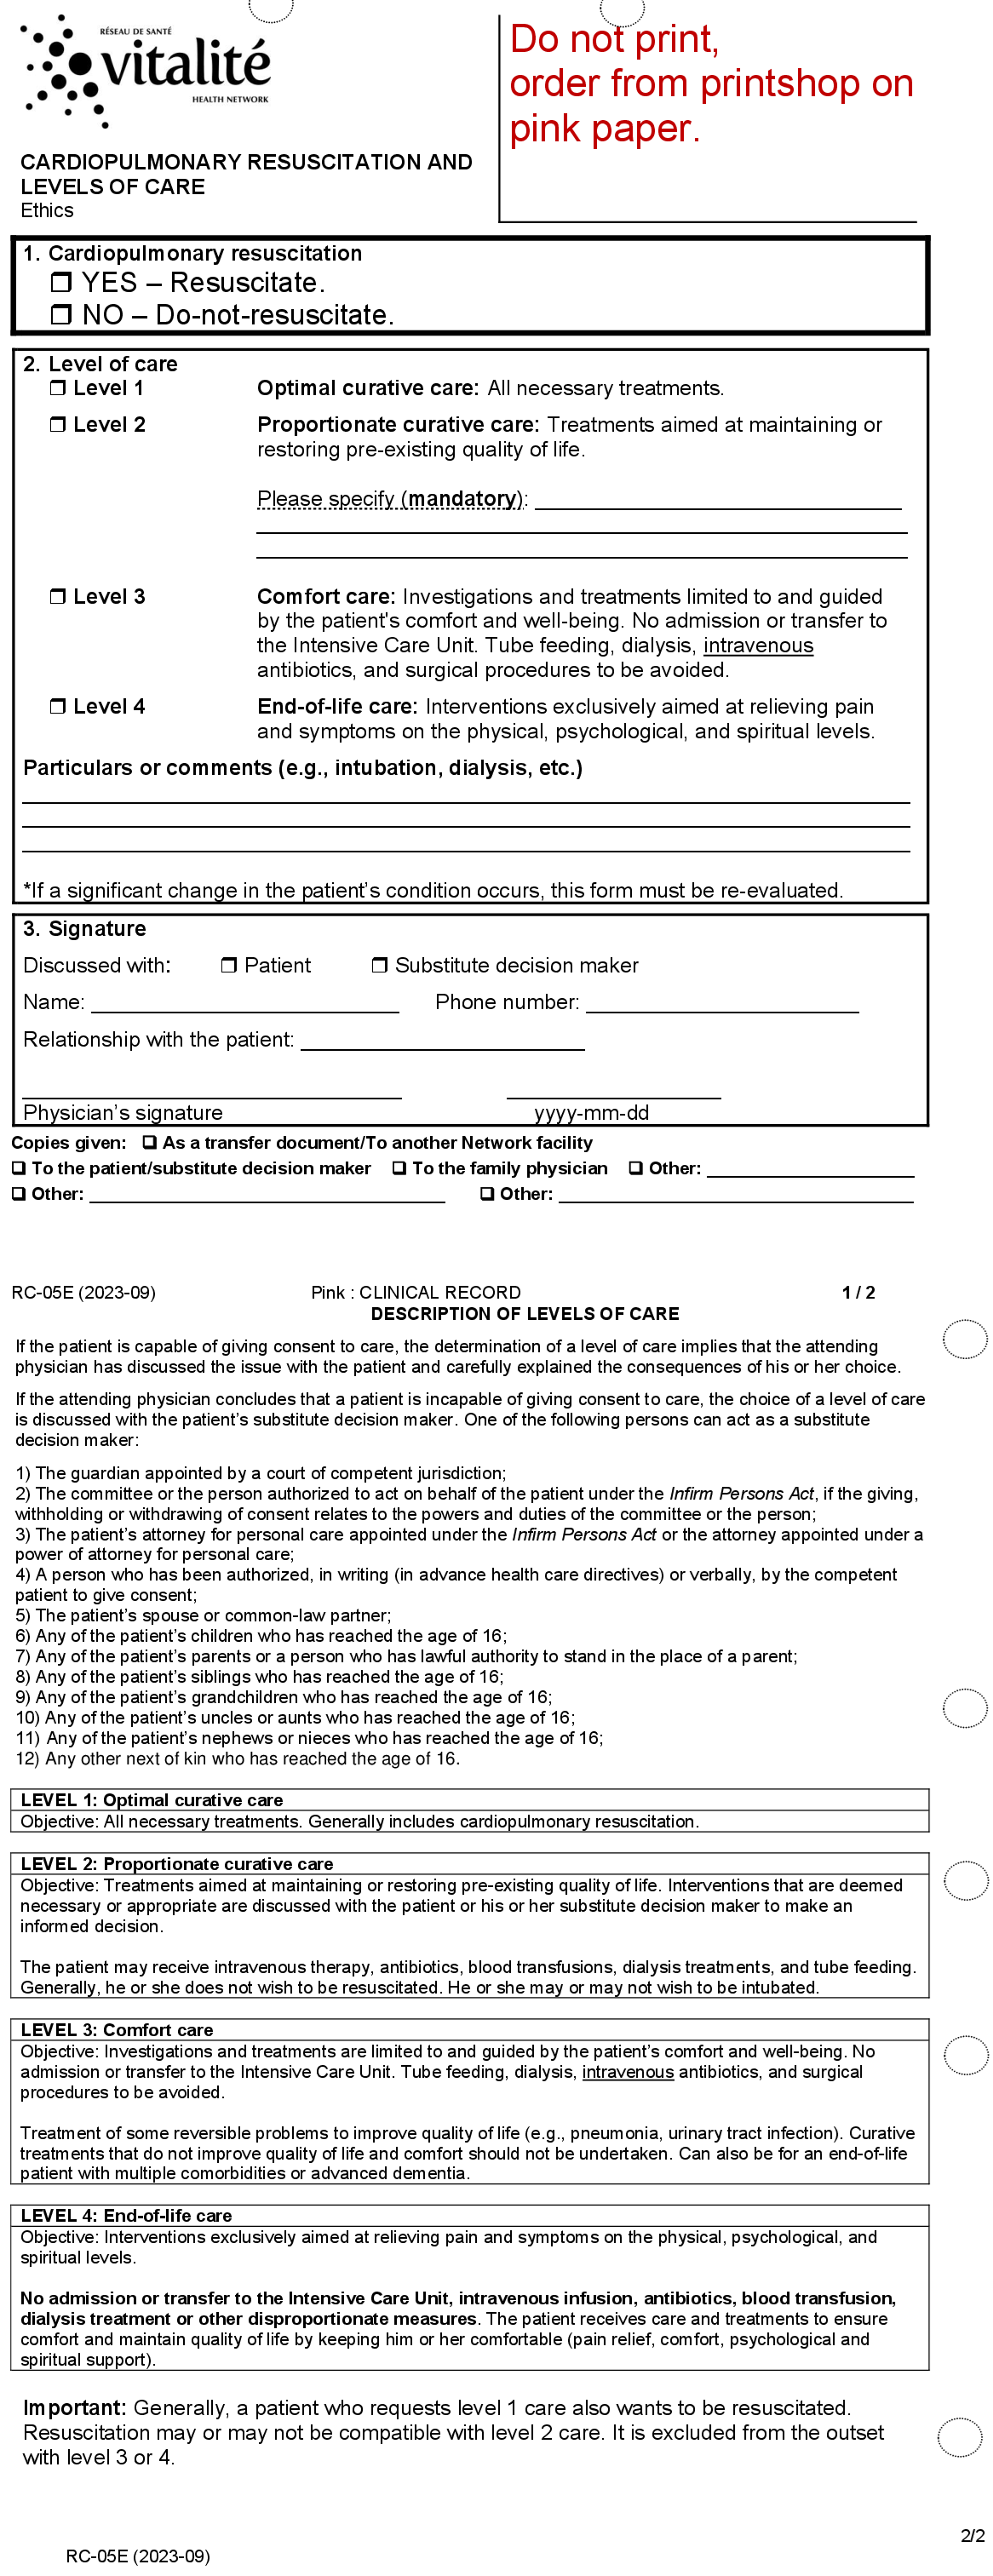 RÉSEAU DE SANTÉ
vitalité
HEALTH NETWORK
Do not print,
order from printshop on
pink paper.
CARDIOPULMONARY RESUSCITATION AND
LEVELS OF CARE
Ethics
1. Cardiopulmonary resuscitation
❒ YES – Resuscitate.
❒ NO – Do-not-resuscitate.
2. Level of care
❒ Level 1 Optimal curative care: All necessary treatments.
❒ Level 2 Proportionate curative care: Treatments aimed at maintaining or
restoring pre-existing quality of life.
Please specify (mandatory):
❒ Level 3 Comfort care: Investigations and treatments limited to and guided
by the patient's comfort and well-being. No admission or transfer to
the Intensive Care Unit. Tube feeding, dialysis, intravenous
antibiotics, and surgical procedures to be avoided.
❒ Level 4 End-of-life care: Interventions exclusively aimed at relieving pain
and symptoms on the physical, psychological, and spiritual levels.
Particulars or comments (e.g., intubation, dialysis, etc.)
*If a significant change in the patient's condition occurs, this form must be re-evaluated.
3. Signature
Discussed with: ❒ Patient ❒ Substitute decision maker
Name: Phone number:
Relationship with the patient:
Physician's signature yyyy-mm-dd
Copies given: ❑ As a transfer document/To another Network facility
❑ To the patient/substitute decision maker ❑ To the family physician ❑ Other:
❑ Other: ❑ Other:
RC-05E (2023-09) Pink : CLINICAL RECORD 1 / 2
DESCRIPTION OF LEVELS OF CARE
If the patient is capable of giving consent to care, the determination of a level of care implies that the attending
physician has discussed the issue with the patient and carefully explained the consequences of his or her choice.
If the attending physician concludes that a patient is incapable of giving consent to care, the choice of a level of care
is discussed with the patient's substitute decision maker. One of the following persons can act as a substitute
decision maker:
1) The guardian appointed by a court of competent jurisdiction;
2) The committee or the person authorized to act on behalf of the patient under the Infirm Persons Act, if the giving,
withholding or withdrawing of consent relates to the powers and duties of the committee or the person;
3) The patient's attorney for personal care appointed under the Infirm Persons Act or the attorney appointed under a
power of attorney for personal care;
4) A person who has been authorized, in writing (in advance health care directives) or verbally, by the competent
patient to give consent;
5) The patient's spouse or common-law partner;
6) Any of the patient's children who has reached the age of 16;
7) Any of the patient's parents or a person who has lawful authority to stand in the place of a parent;
8) Any of the patient's siblings who has reached the age of 16;
9) Any of the patient's grandchildren who has reached the age of 16;
10) Any of the patient's uncles or aunts who has reached the age of 16;
11) Any of the patient's nephews or nieces who has reached the age of 16;
12) Any other next of kin who has reached the age of 16.
LEVEL 1: Optimal curative care
Objective: All necessary treatments. Generally includes cardiopulmonary resuscitation.
LEVEL 2: Proportionate curative care
Objective: Treatments aimed at maintaining or restoring pre-existing quality of life. Interventions that are deemed
necessary or appropriate are discussed with the patient or his or her substitute decision maker to make an
informed decision.
The patient may receive intravenous therapy, antibiotics, blood transfusions, dialysis treatments, and tube feeding.
Generally, he or she does not wish to be resuscitated. He or she may or may not wish to be intubated.
LEVEL 3: Comfort care
Objective: Investigations and treatments are limited to and guided by the patient's comfort and well-being. No
admission or transfer to the Intensive Care Unit. Tube feeding, dialysis, intravenous antibiotics, and surgical
procedures to be avoided.
Treatment of some reversible problems to improve quality of life (e.g., pneumonia, urinary tract infection). Curative
treatments that do not improve quality of life and comfort should not be undertaken. Can also be for an end-of-life
patient with multiple comorbidities or advanced dementia.
LEVEL 4: End-of-life care
Objective: Interventions exclusively aimed at relieving pain and symptoms on the physical, psychological, and
spiritual levels.
No admission or transfer to the Intensive Care Unit, intravenous infusion, antibiotics, blood transfusion,
dialysis treatment or other disproportionate measures. The patient receives care and treatments to ensure
comfort and maintain quality of life by keeping him or her comfortable (pain relief, comfort, psychological and
spiritual support).
Important: Generally, a patient who requests level 1 care also wants to be resuscitated.
Resuscitation may or may not be compatible with level 2 care. It is excluded from the outset
with level 3 or 4.
2/2
RC-05E (2023-09)